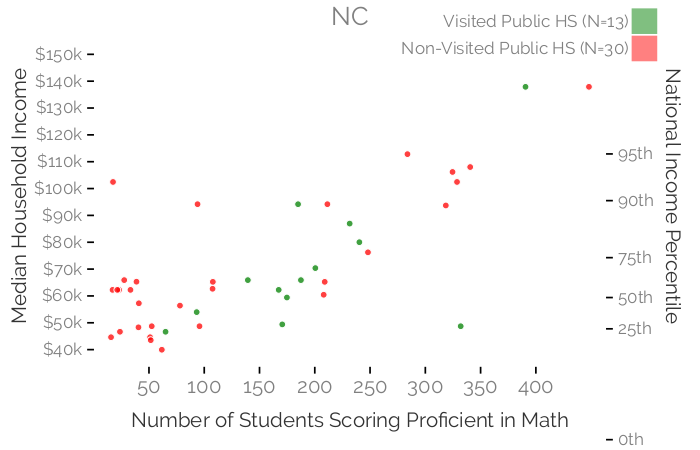 NC
Visited Public HS (N=13)
Non-Visited Public HS (N=30)
Median Household Income
$150k
$140k
$130k
$120k
$110k
$100k
$90k
$80k
$70k
$60k
$50k
$40k
National Income Percentile
95th
90th
75th
50th
25th
0th
50 100 150 200 250 300 350 400
Number of Students Scoring Proficient in Math